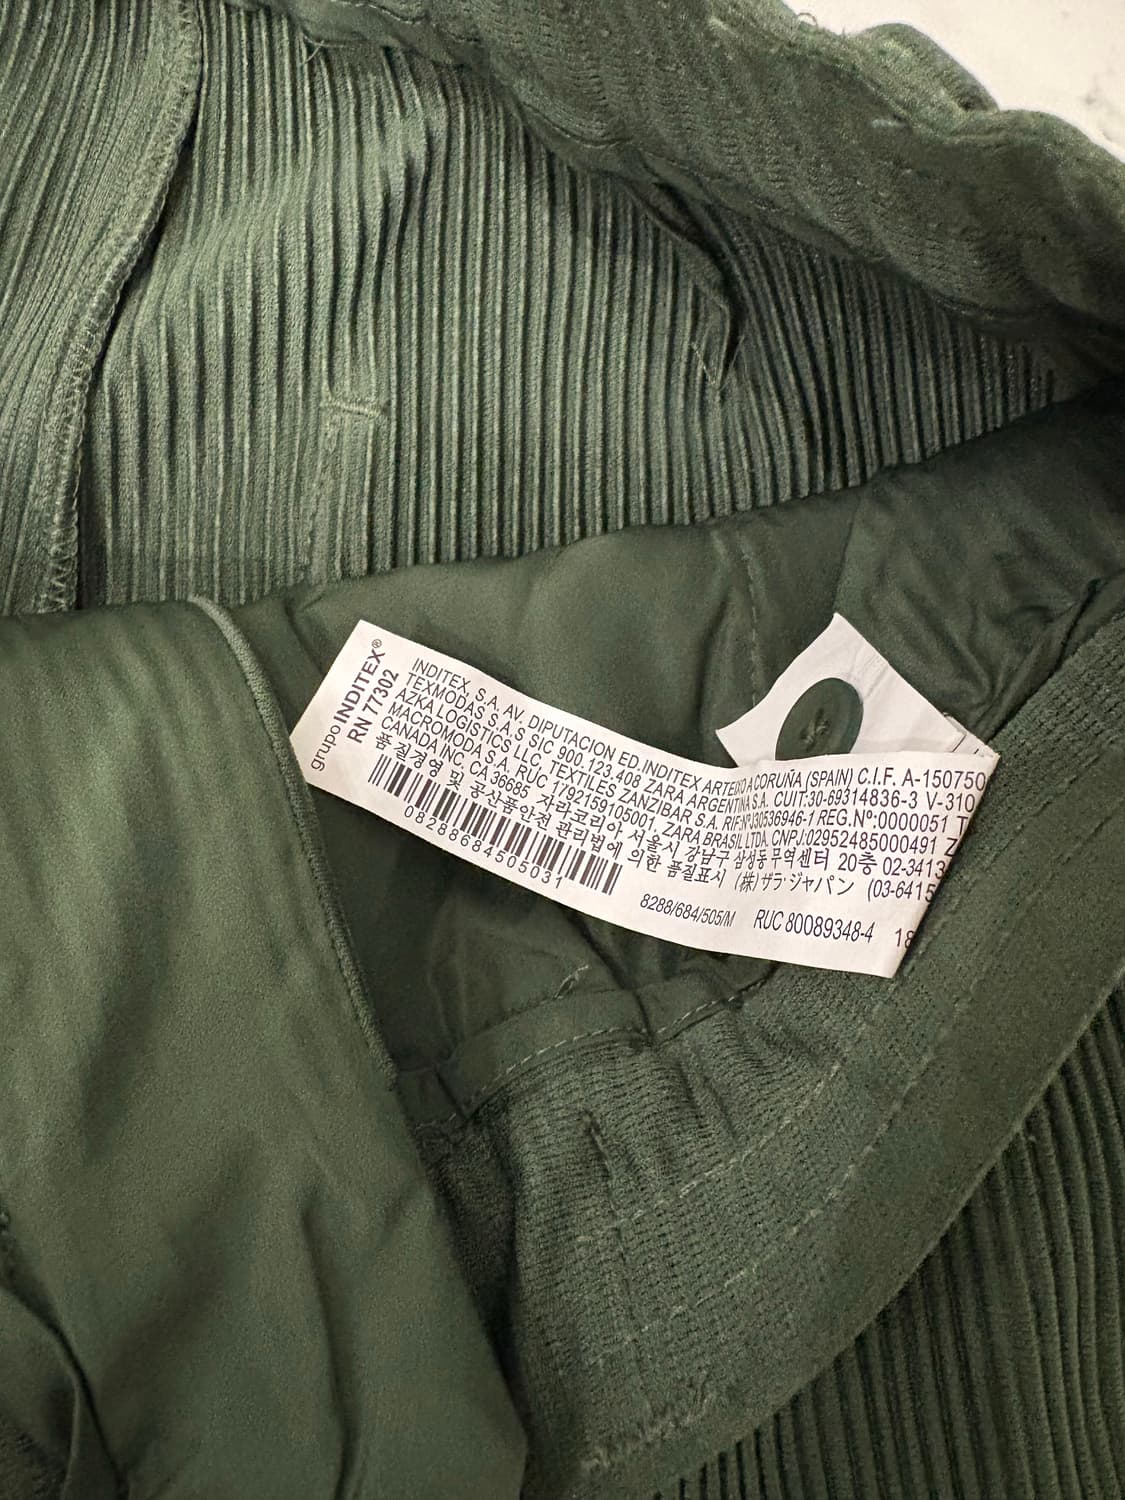 grupo INDITEX®
RN 77302
INDITEX, S.A. AV. DIPUTACION ED. INDITEX ARTEIXO A CORUÑA (SPAIN) C.I.F. A-150750
TEXMODAS S.A.S SIC 900.123.408 ZARA ARGENTINA S.A. CUIT:30-69314836-3 V-310
AZKA LOGISTICS LLC, TEXTILES ZANZIBAR S.A. RIF:Nº J30536946-1 REG.Nº:0000051 T
MACROMODA, S.A. RUC 1792159105001, ZARA BRASIL LTDA. CNPJ:02952485000491 Z
CANADA INC. CA 36685 자라코리아 서울시 강남구 삼성동 무역센터 20층 02-3413
품질경영 및 공산품안전 관리법에 의한 품질표시 (株)ザラ・ジャパン (03-6415
08288684505031
8288/684/505/M RUC 80089348-4 18